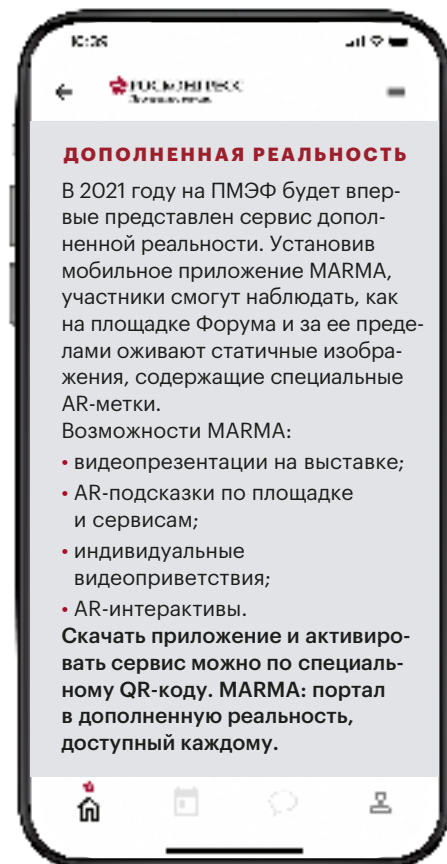 10:09
РОСКОНГРЕСС
ДОПОЛНЕННАЯ РЕАЛЬНОСТЬ
В 2021 году на ПМЭФ будет впер-
вые представлен сервис допол-
ненной реальности. Установив
мобильное приложение MARMA,
участники смогут наблюдать, как
на площадке Форума и за ее преде-
лами оживают статичные изобра-
жения, содержащие специальные
AR-метки.
Возможности MARMA:
• видеопрезентации на выставке;
• AR-подсказки по площадке
и сервисам;
• индивидуальные
видеоприветствия;
• AR-интерактивы.
Скачать приложение и активиро-
вать сервис можно по специаль-
ному QR-коду. MARMA: портал
в дополненную реальность,
доступный каждому.